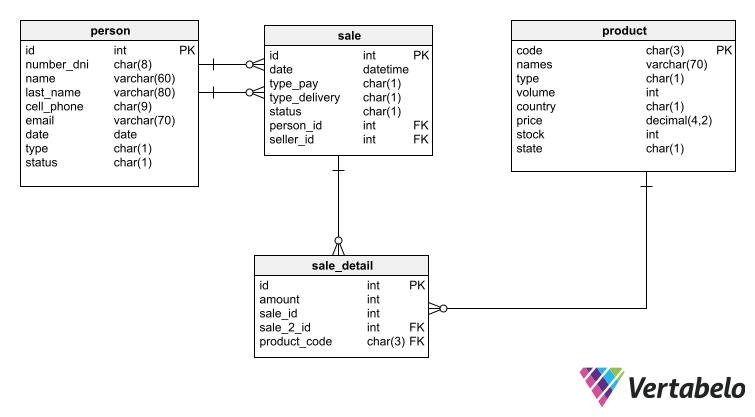 person
id int PK
number_dni char(8)
name varchar(60)
last_name varchar(80)
cell_phone char(9)
email varchar(70)
date date
type char(1)
status char(1)
sale
id int PK
date datetime
type_pay char(1)
type_delivery char(1)
status char(1)
person_id int FK
seller_id int FK
product
code char(3) PK
names varchar(70)
type char(1)
volume int
country char(1)
price decimal(4,2)
stock int
state char(1)
sale_detail
id int PK
amount int
sale_id int
sale_2_id int FK
product_code char(3) FK
Vertabelo